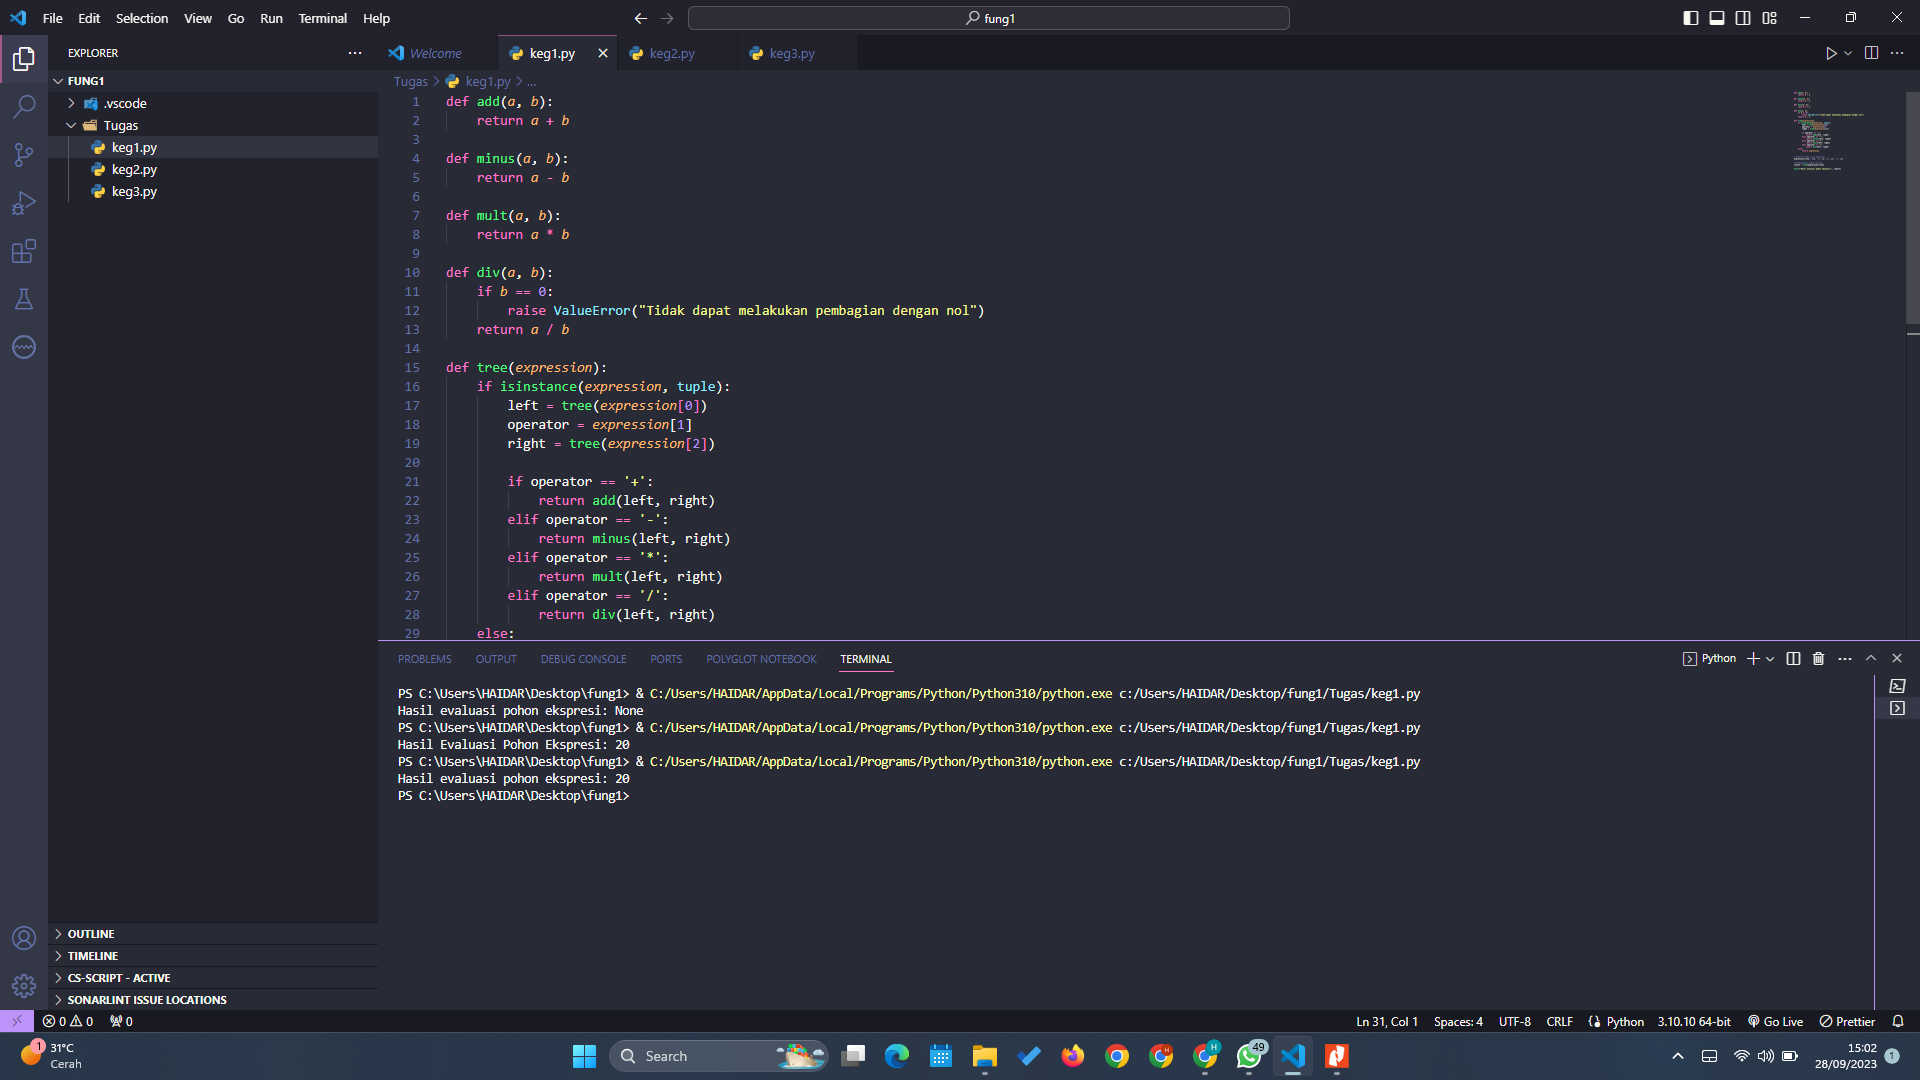 File Edit Selection View Go Run Terminal Help
fung1
EXPLORER
Welcome
keg1.py
keg2.py
keg3.py
FUNG1
.vscode
Tugas
keg1.py
keg2.py
keg3.py
OUTLINE
TIMELINE
CS-SCRIPT - ACTIVE
SONARLINT ISSUE LOCATIONS
Tugas > keg1.py > ...
1 def add(a, b):
2 return a + b
3
4 def minus(a, b):
5 return a - b
6
7 def mult(a, b):
8 return a * b
9
10 def div(a, b):
11 if b == 0:
12 raise ValueError("Tidak dapat melakukan pembagian dengan nol")
13 return a / b
14
15 def tree(expression):
16 if isinstance(expression, tuple):
17 left = tree(expression[0])
18 operator = expression[1]
19 right = tree(expression[2])
20
21 if operator == '+':
22 return add(left, right)
23 elif operator == '-':
24 return minus(left, right)
25 elif operator == '*':
26 return mult(left, right)
27 elif operator == '/':
28 return div(left, right)
29 else:
PROBLEMS OUTPUT DEBUG CONSOLE PORTS POLYGLOT NOTEBOOK TERMINAL
Python
PS C:\Users\HAIDAR\Desktop\fung1> & C:/Users/HAIDAR/AppData/Local/Programs/Python/Python310/python.exe c:/Users/HAIDAR/Desktop/fung1/Tugas/keg1.py
Hasil evaluasi pohon ekspresi: None
PS C:\Users\HAIDAR\Desktop\fung1> & C:/Users/HAIDAR/AppData/Local/Programs/Python/Python310/python.exe c:/Users/HAIDAR/Desktop/fung1/Tugas/keg1.py
Hasil Evaluasi Pohon Ekspresi: 20
PS C:\Users\HAIDAR\Desktop\fung1> & C:/Users/HAIDAR/AppData/Local/Programs/Python/Python310/python.exe c:/Users/HAIDAR/Desktop/fung1/Tugas/keg1.py
Hasil evaluasi pohon ekspresi: 20
PS C:\Users\HAIDAR\Desktop\fung1>
0 0 0
Ln 31, Col 1 Spaces: 4 UTF-8 CRLF Python 3.10.10 64-bit Go Live Prettier
1
31°C
Cerah
Search
H
H
49
15:02
28/09/2023
1